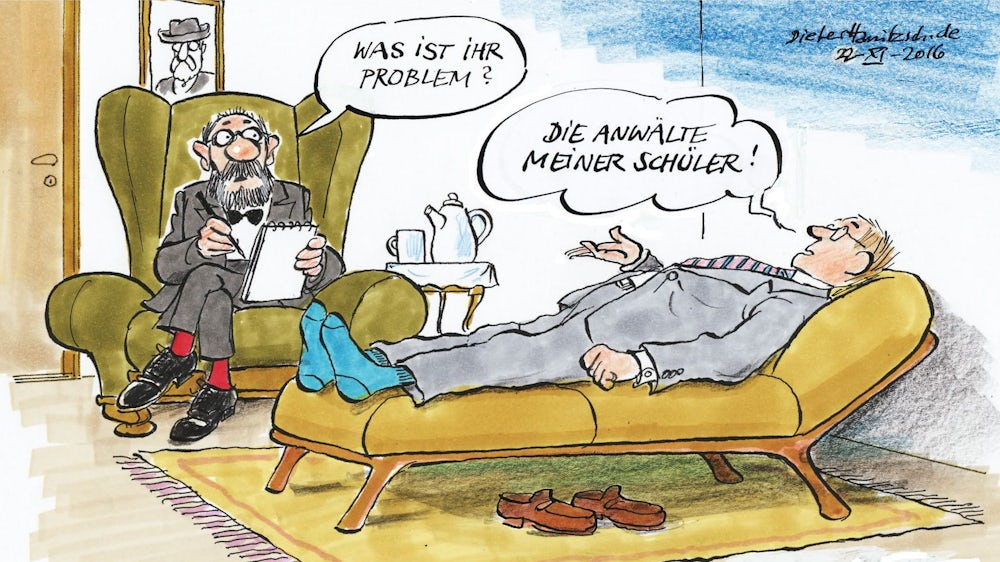 WAS IST IHR
PROBLEM?
DIE ANWÄLTE
MEINER SCHÜLER!
DieterHanitzsch.de
22-XI-2016